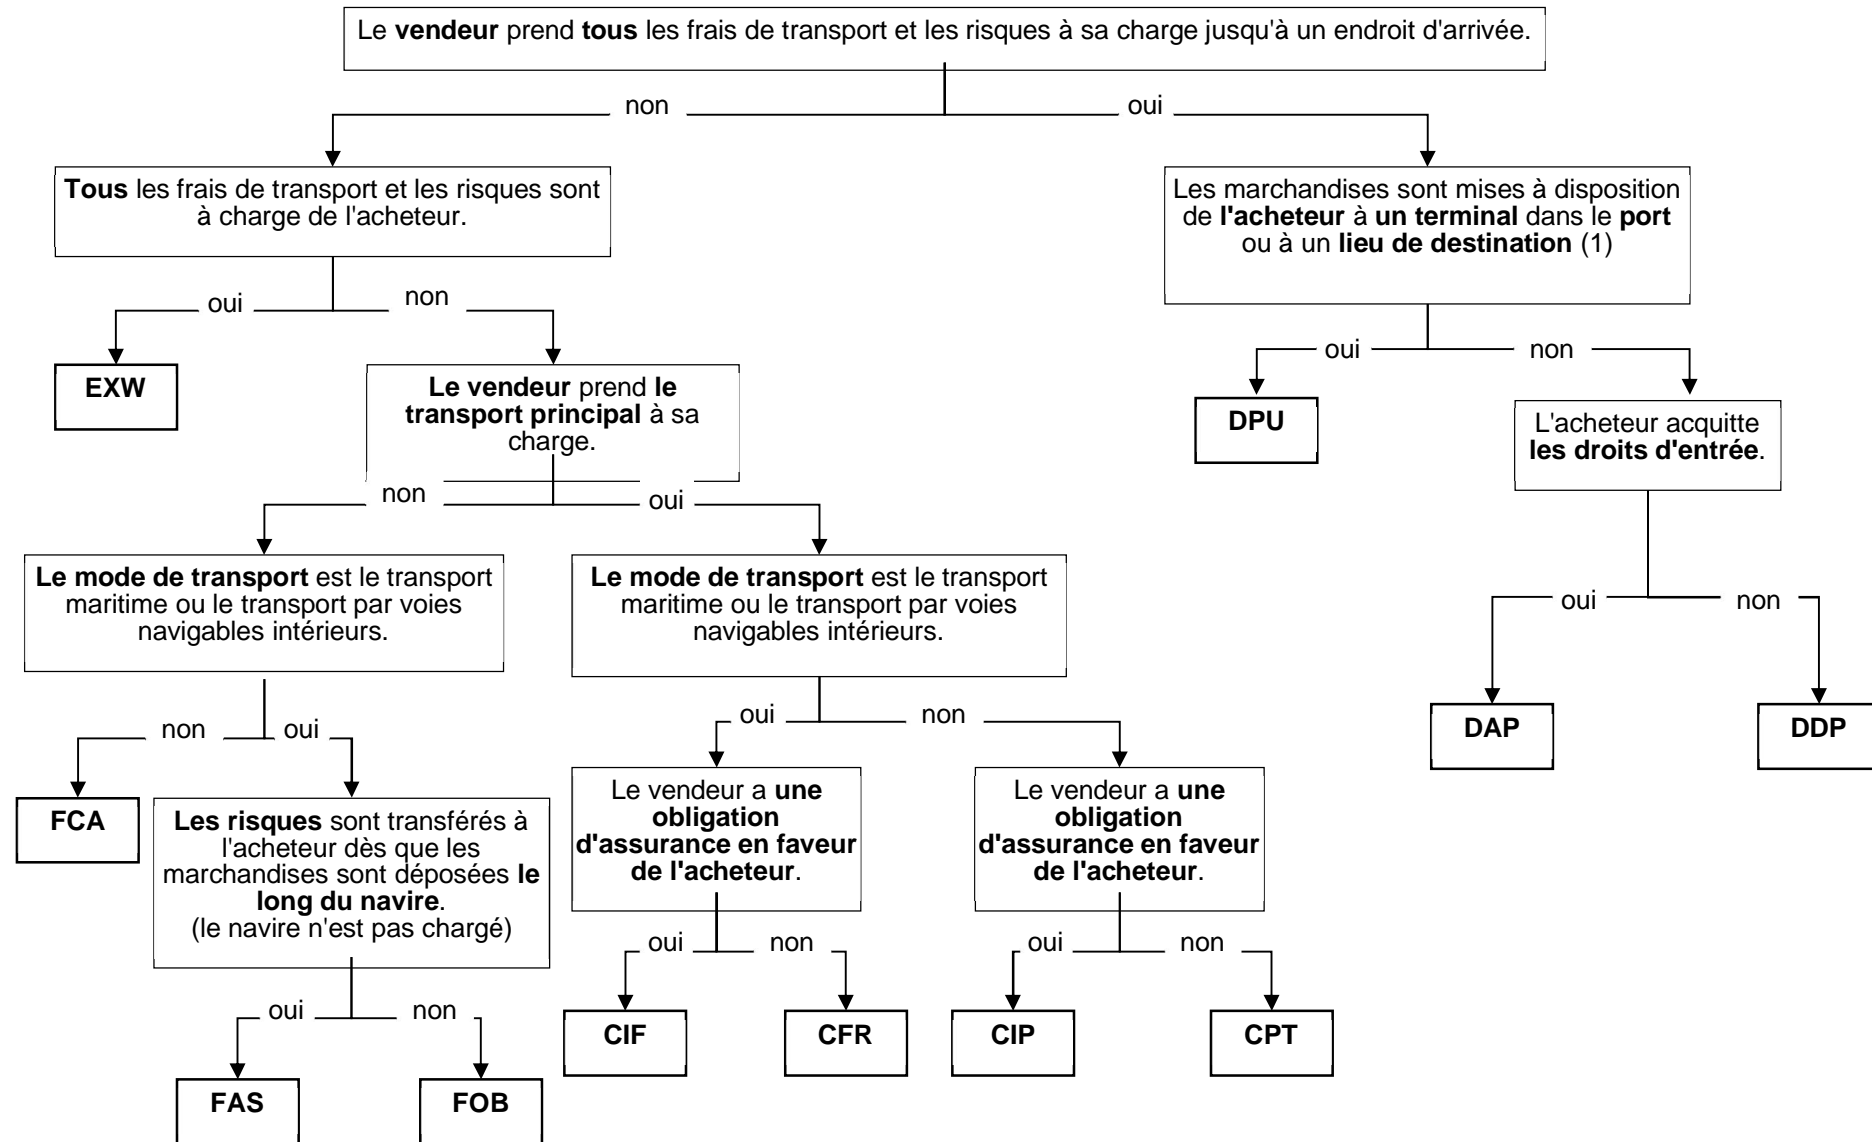 Le vendeur prend tous les frais de transport et les risques à sa charge jusqu'à un endroit d'arrivée.
non
oui
Tous les frais de transport et les risques sont
à charge de l'acheteur.
Les marchandises sont mises à disposition
de l'acheteur à un terminal dans le port
ou à un lieu de destination (1)
oui
non
oui
non
EXW
Le vendeur prend le
transport principal à sa
charge.
DPU
L'acheteur acquitte
les droits d'entrée.
non
oui
Le mode de transport est le transport
maritime ou le transport par voies
navigables intérieurs.
Le mode de transport est le transport
maritime ou le transport par voies
navigables intérieurs.
oui
non
non
oui
oui
non
DAP
DDP
FCA
Les risques sont transférés à
l'acheteur dès que les
marchandises sont déposées le
long du navire.
(le navire n'est pas chargé)
Le vendeur a une
obligation
d'assurance en faveur
de l'acheteur.
Le vendeur a une
obligation
d'assurance en faveur
de l'acheteur.
oui
non
oui
non
oui
non
CIF
CFR
CIP
CPT
FAS
FOB